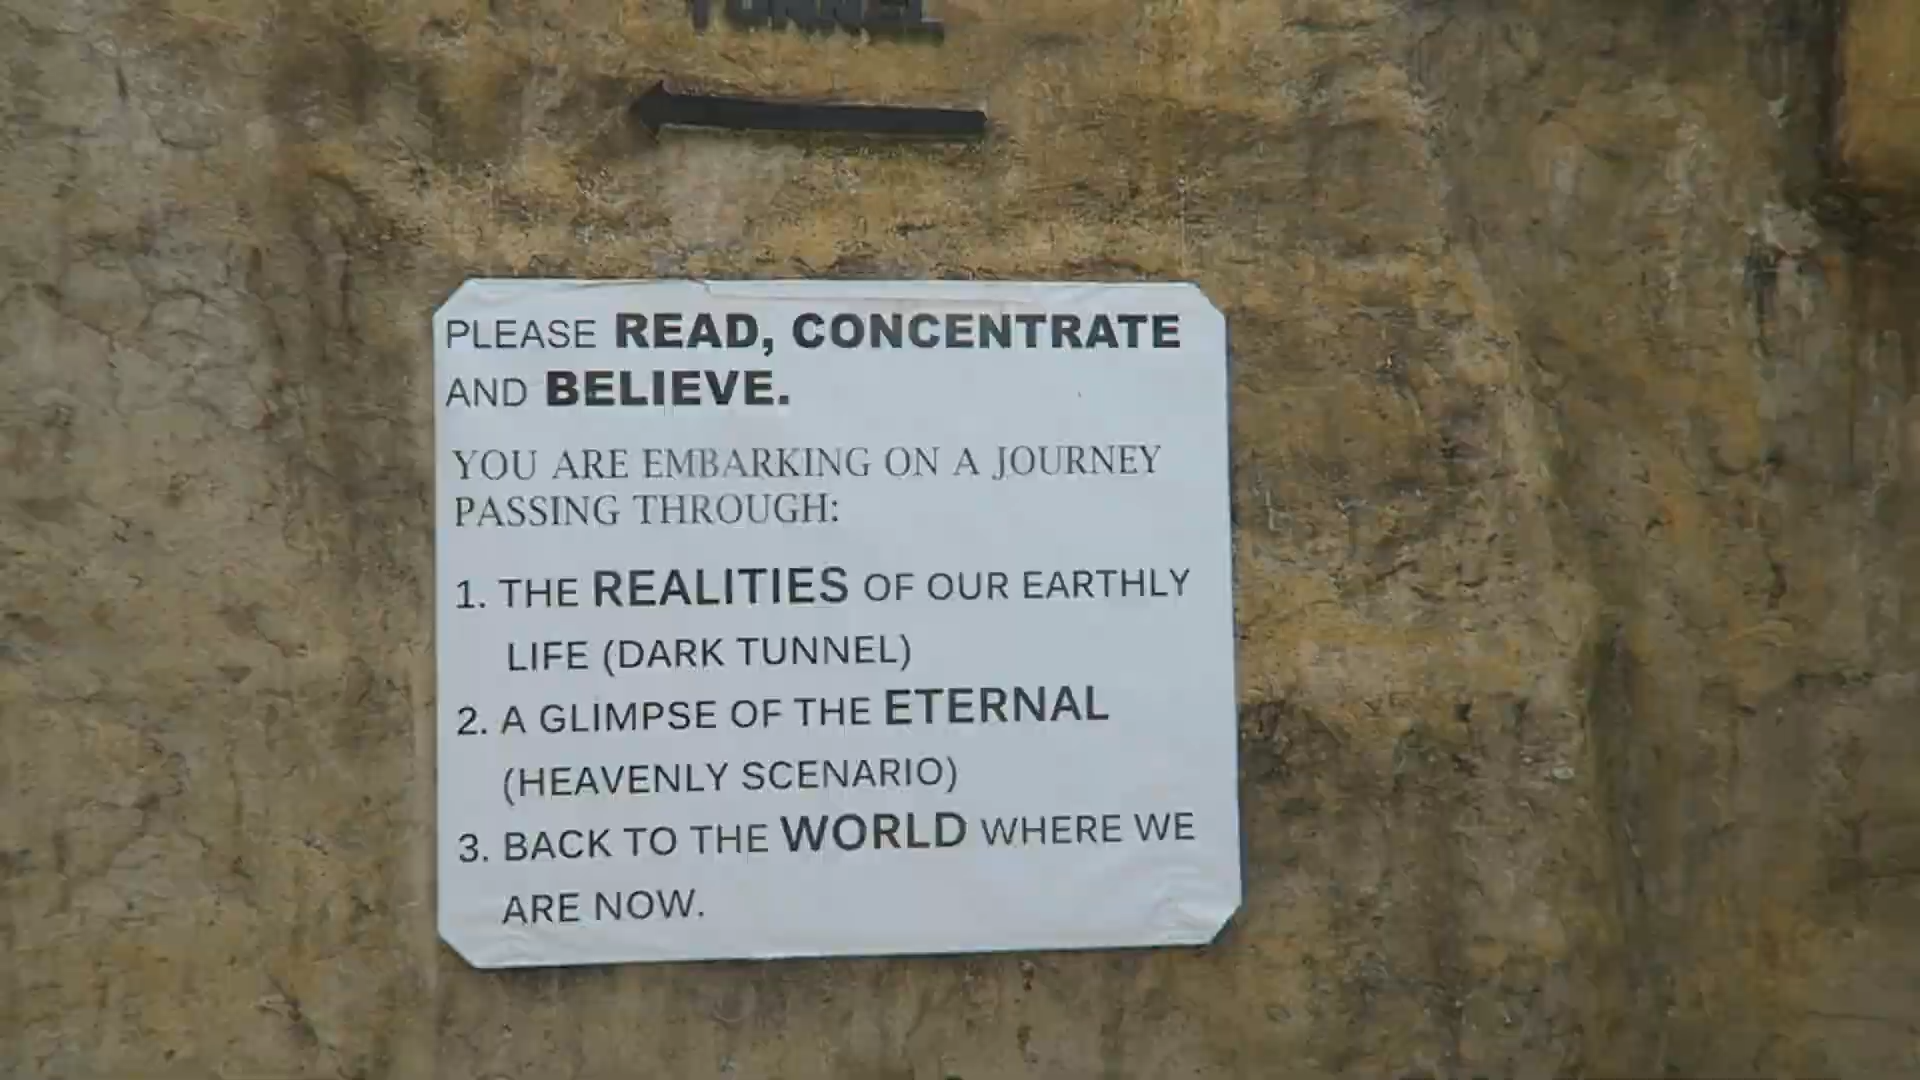 TUNNEL
PLEASE READ, CONCENTRATE
AND BELIEVE.
YOU ARE EMBARKING ON A JOURNEY
PASSING THROUGH:
1. THE REALITIES OF OUR EARTHLY
LIFE (DARK TUNNEL)
2. A GLIMPSE OF THE ETERNAL
(HEAVENLY SCENARIO)
3. BACK TO THE WORLD WHERE WE
ARE NOW.